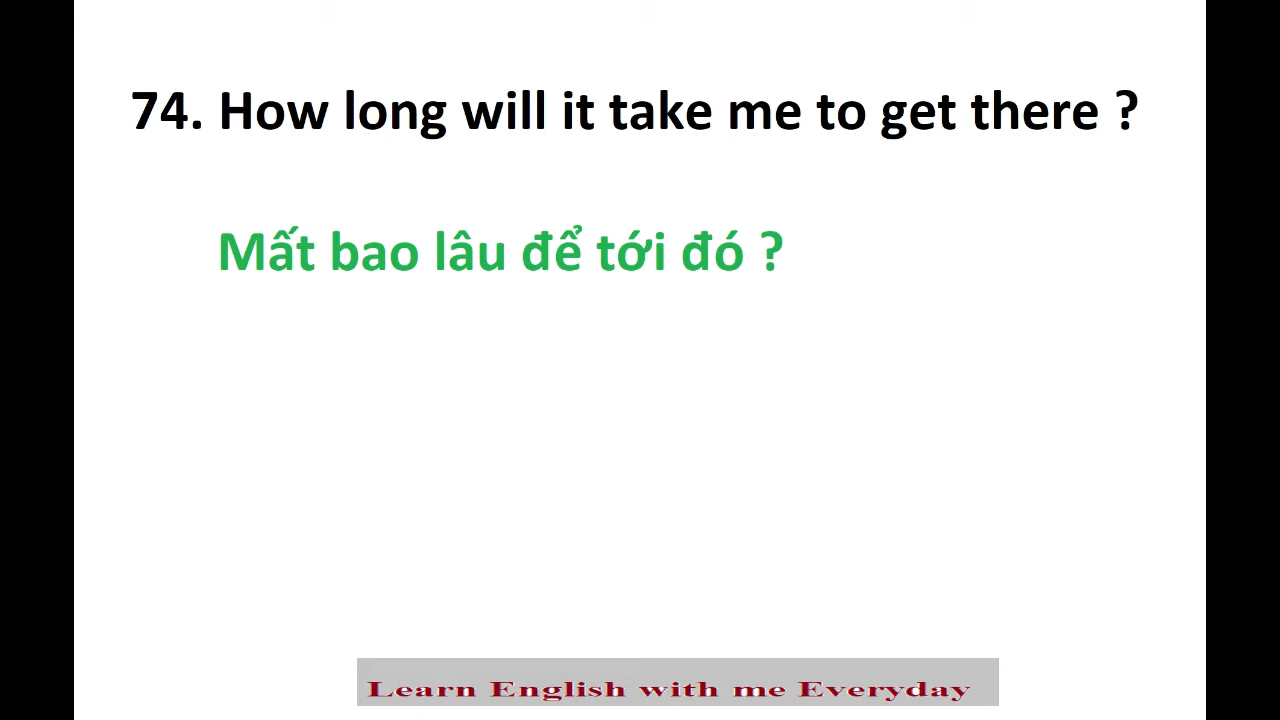 74. How long will it take me to get there ?
Mất bao lâu để tới đó ?
Learn English with me Everyday